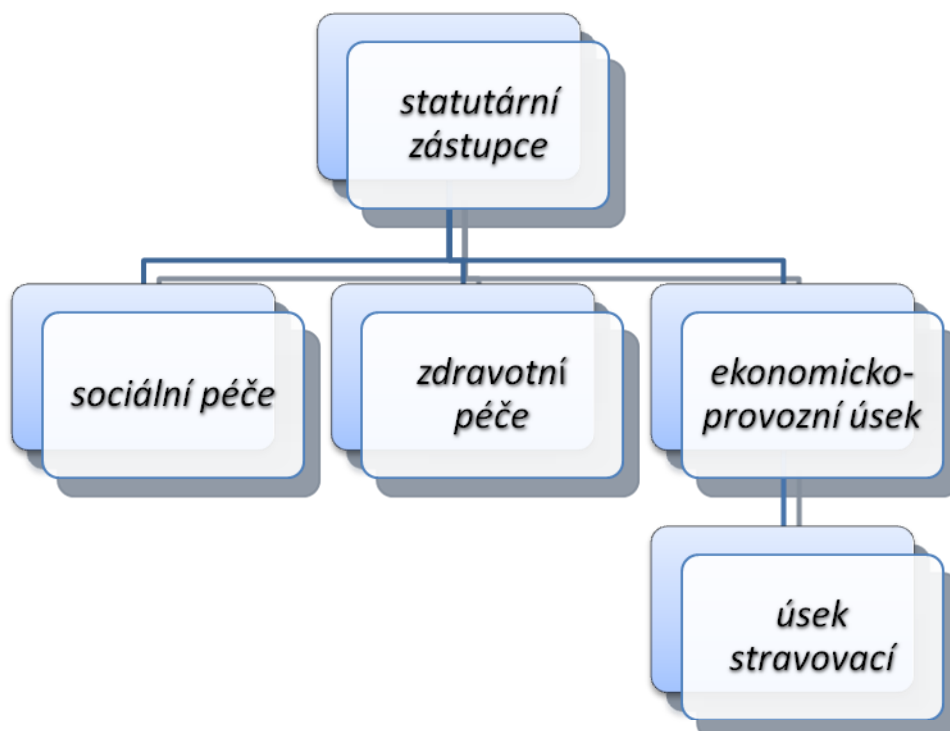 statutární
zástupce
sociální péče
zdravotní
péče
ekonomicko-
provozní úsek
úsek
stravovací